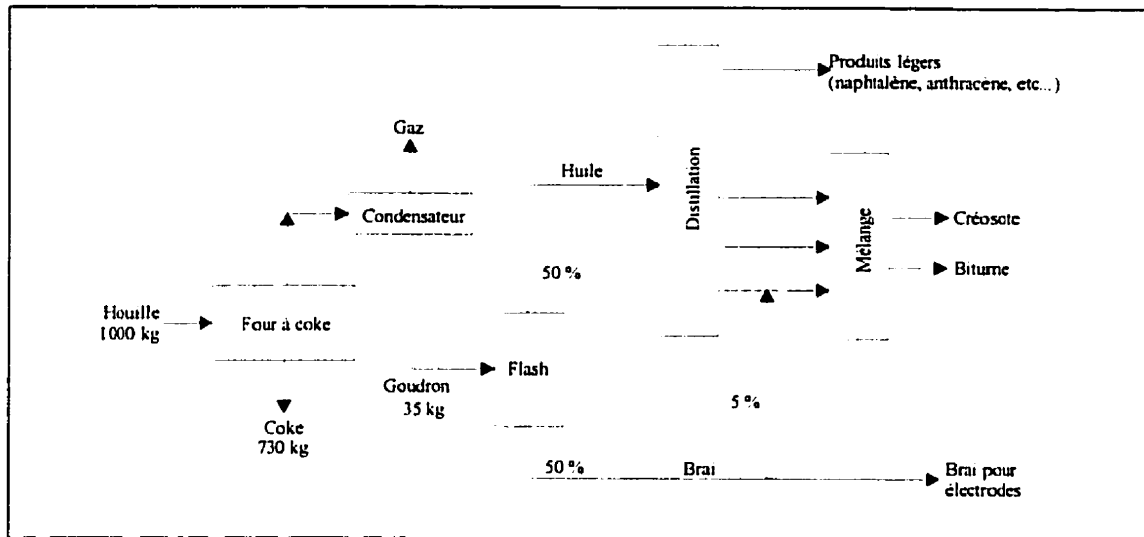 Produits légers
(naphtalène, anthracène, etc...)
Gaz
Huile
Distillation
Condensateur
Mélange
Créosote
Bitume
50 %
Houille
1000 kg
Four à coke
Flash
Goudron
35 kg
5 %
Coke
730 kg
50 %
Brai
Brai pour
électrodes